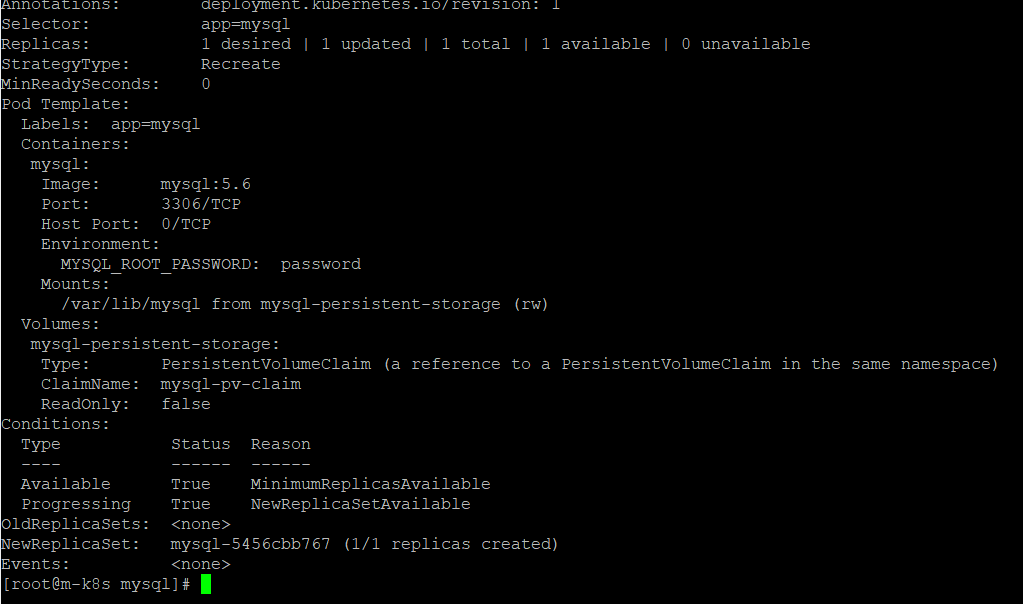 Annotations:            deployment.kubernetes.io/revision: 1
Selector:               app=mysql
Replicas:               1 desired | 1 updated | 1 total | 1 available | 0 unavailable
StrategyType:           Recreate
MinReadySeconds:        0
Pod Template:
  Labels:  app=mysql
  Containers:
   mysql:
    Image:      mysql:5.6
    Port:       3306/TCP
    Host Port:  0/TCP
    Environment:
      MYSQL_ROOT_PASSWORD:  password
    Mounts:
      /var/lib/mysql from mysql-persistent-storage (rw)
  Volumes:
   mysql-persistent-storage:
    Type:       PersistentVolumeClaim (a reference to a PersistentVolumeClaim in the same namespace)
    ClaimName:  mysql-pv-claim
    ReadOnly:   false
Conditions:
  Type           Status  Reason
  ----           ------  ------
  Available      True    MinimumReplicasAvailable
  Progressing    True    NewReplicaSetAvailable
OldReplicaSets:  <none>
NewReplicaSet:   mysql-5456cbb767 (1/1 replicas created)
Events:          <none>
[root@m-k8s mysql]#